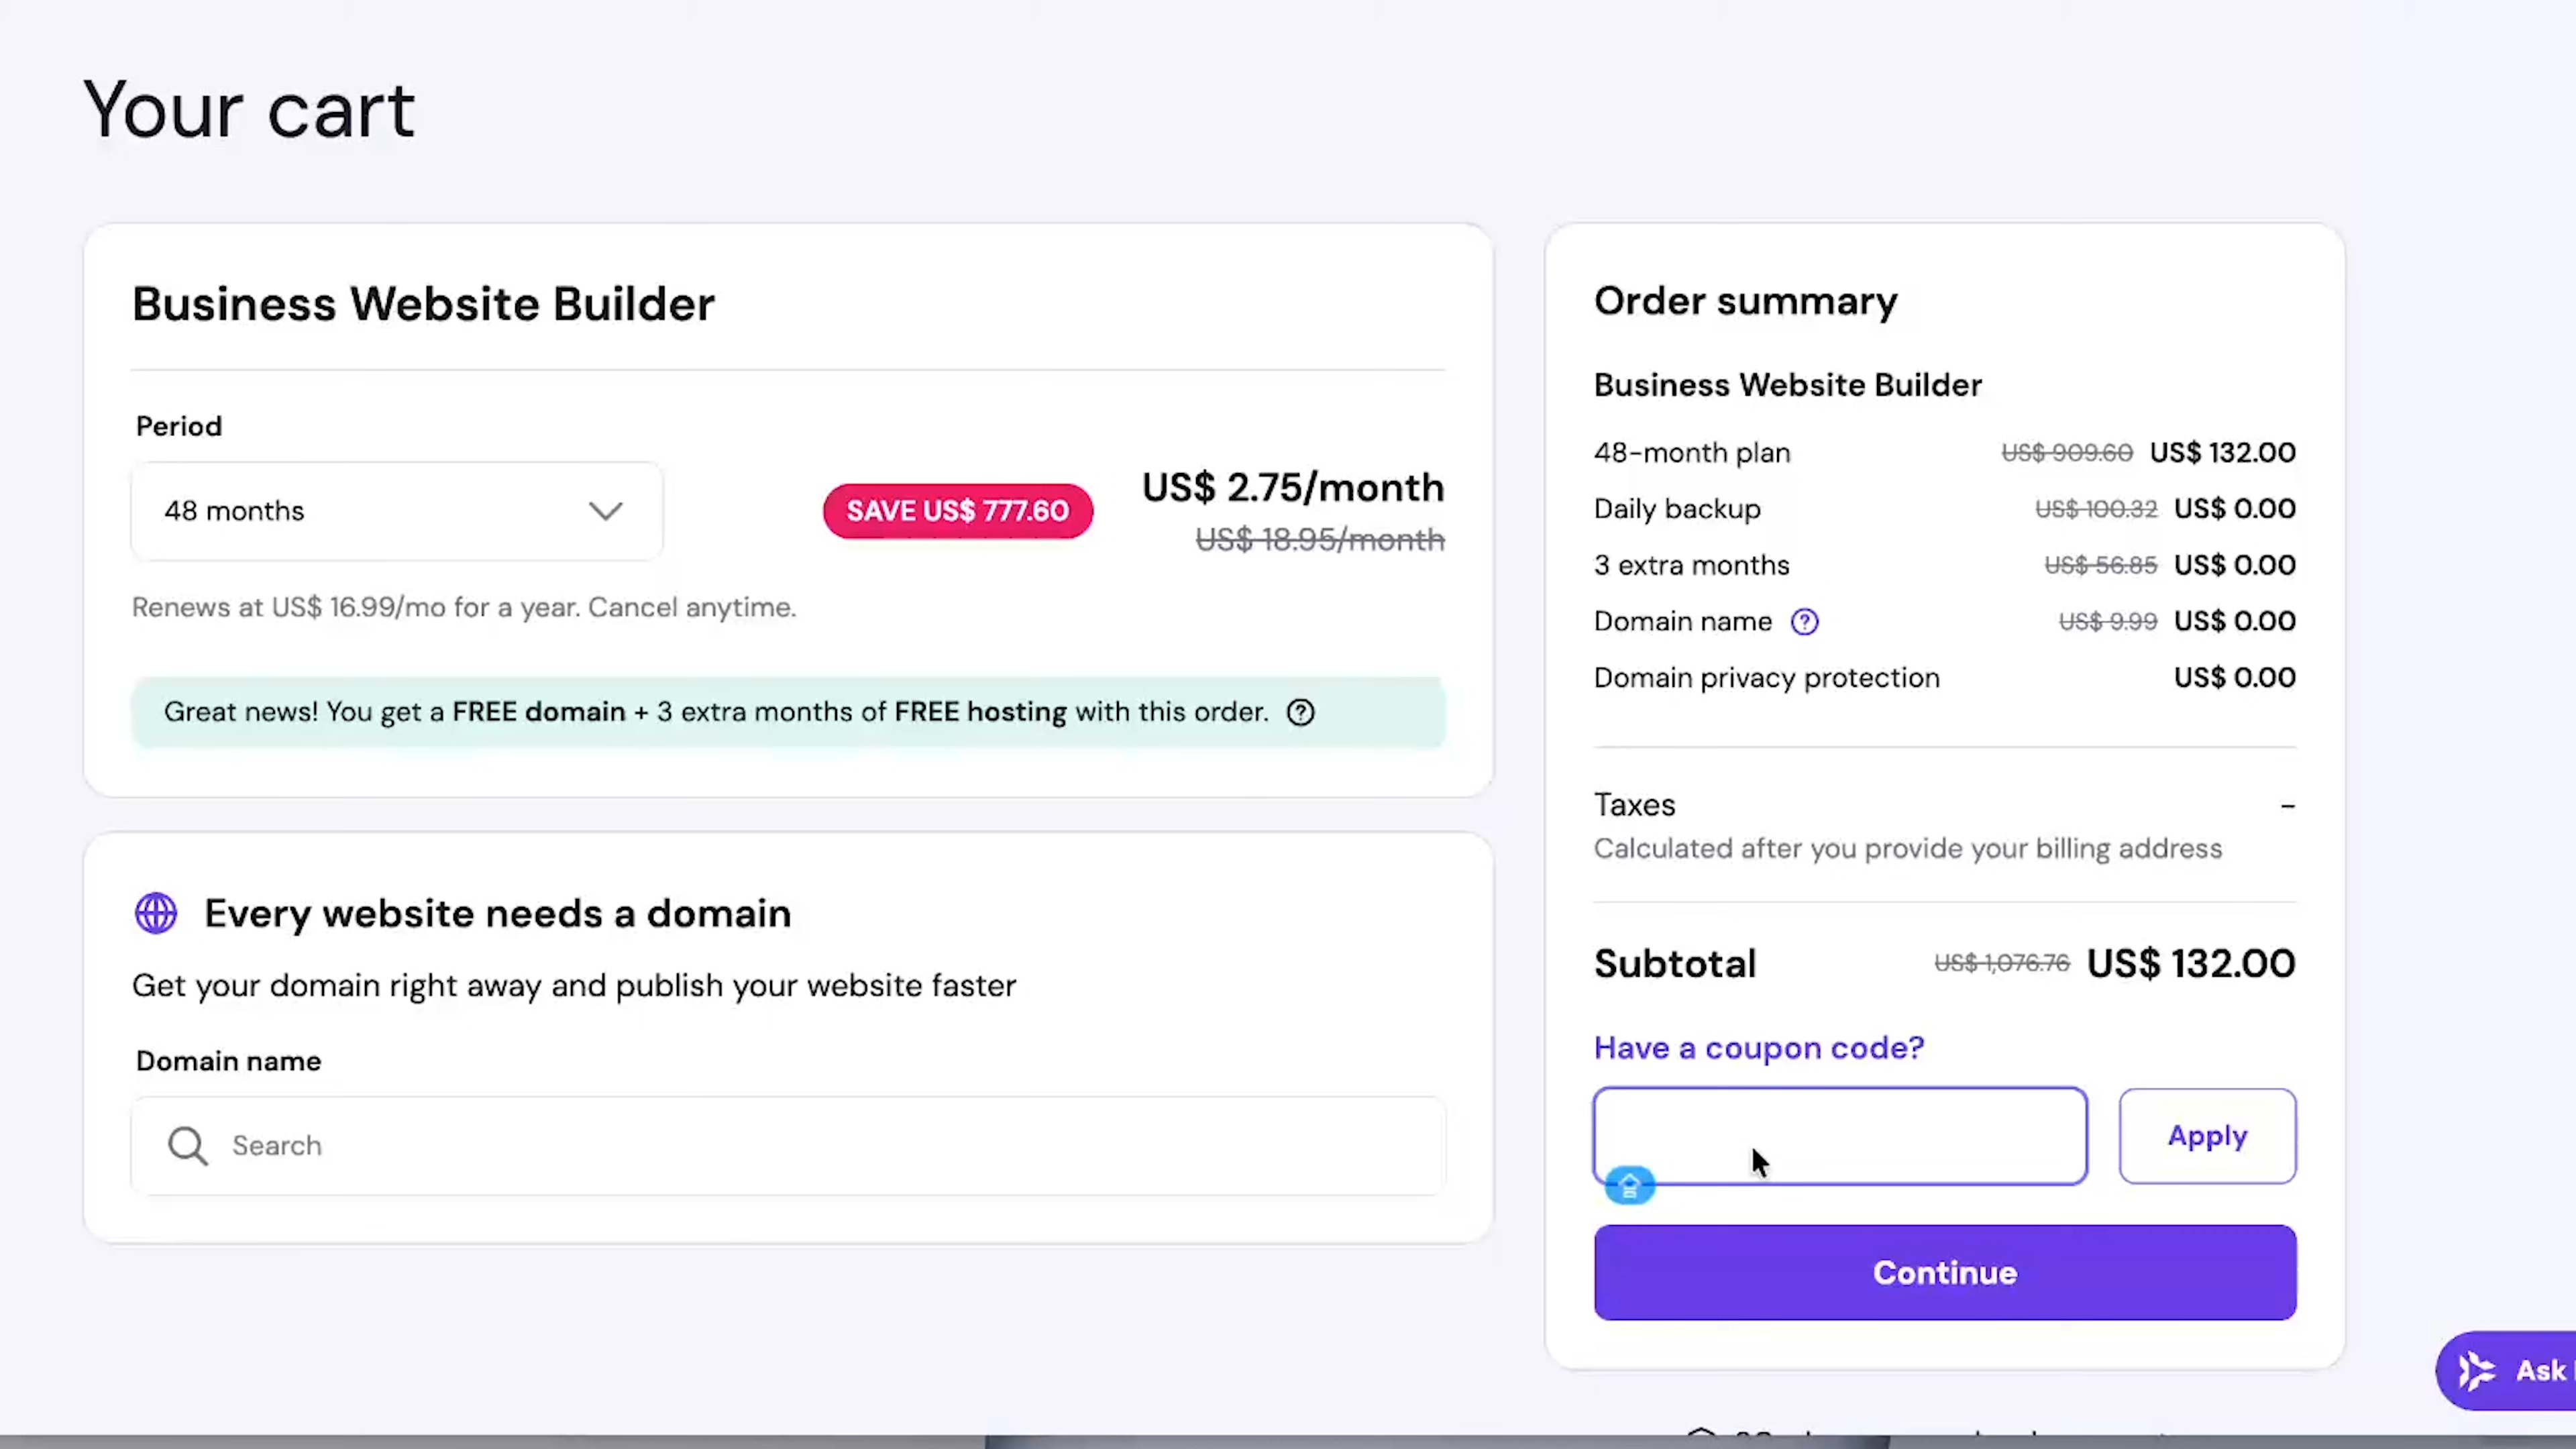 Your cart
Business Website Builder
Period
48 months
SAVE US$ 777.60
US$ 2.75/month
US$ 18.95/month
Renews at US$ 16.99/mo for a year. Cancel anytime.
Great news! You get a FREE domain + 3 extra months of FREE hosting with this order.
Every website needs a domain
Get your domain right away and publish your website faster
Domain name
Search
Order summary
Business Website Builder
48-month plan US$ 909.60 US$ 132.00
Daily backup US$ 100.32 US$ 0.00
3 extra months US$ 56.85 US$ 0.00
Domain name US$ 9.99 US$ 0.00
Domain privacy protection US$ 0.00
Taxes -
Calculated after you provide your billing address
Subtotal US$ 1,076.76 US$ 132.00
Have a coupon code?
Apply
Continue
Ask